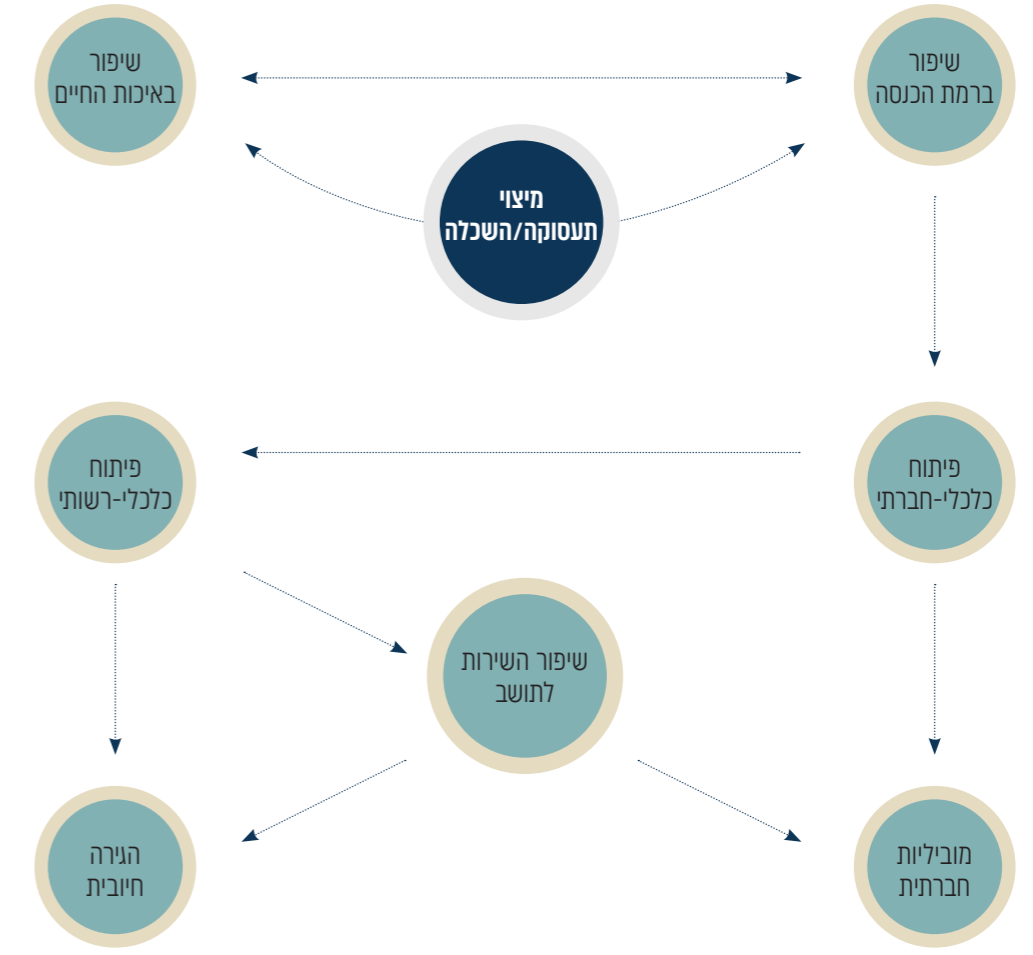 שיפור
ברמת הכנסה
שיפור
באיכות החיים
מיצוי
תעסוקה/השכלה
פיתוח
כלכלי-חברתי
פיתוח
כלכלי-רשותי
שיפור השירות
לתושב
מוביליות
חברתית
הגירה
חיובית